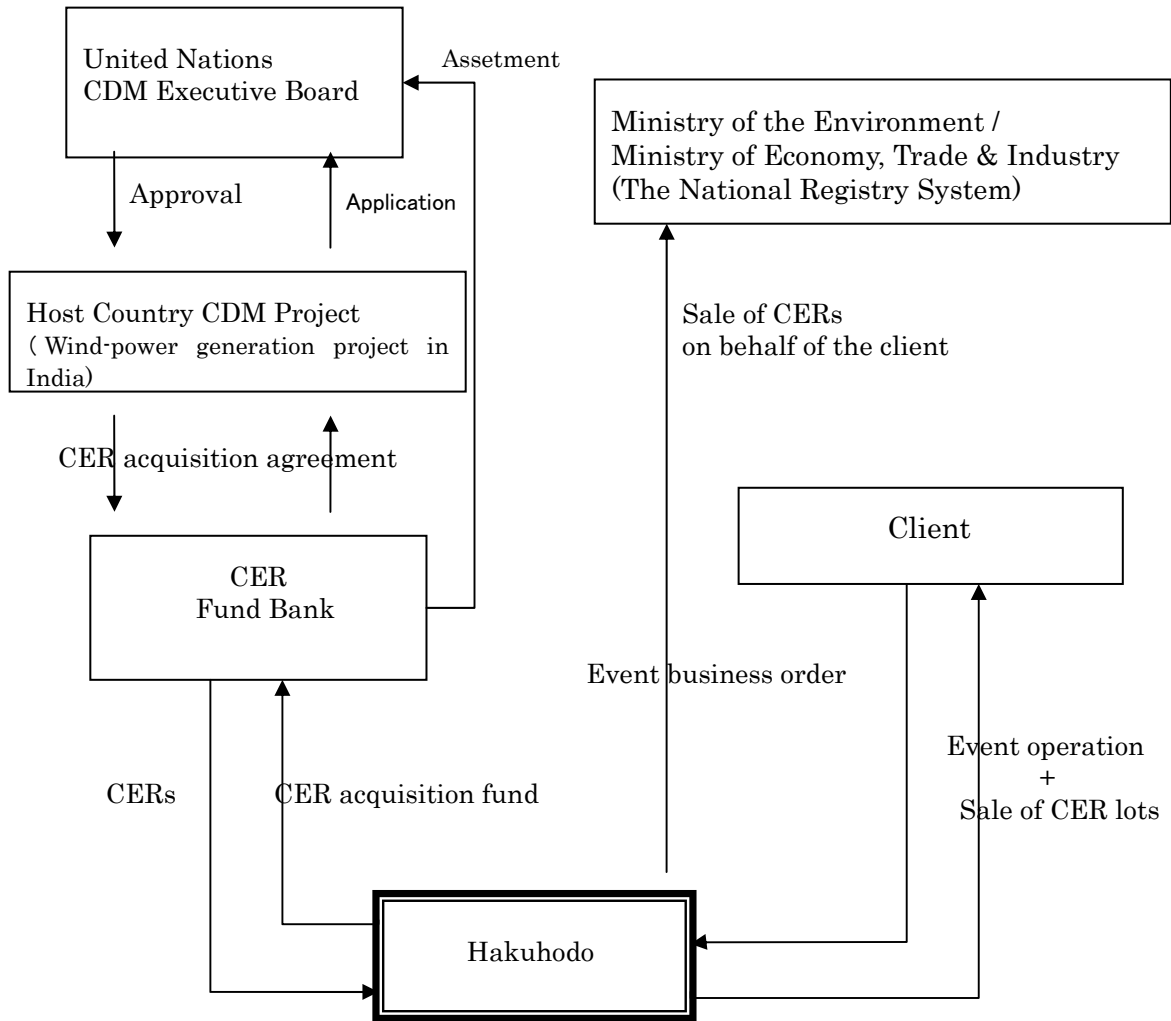 United Nations
CDM Executive Board
Assetment
Ministry of the Environment /
Ministry of Economy, Trade & Industry
(The National Registry System)
Approval
Application
Host Country CDM Project
( Wind-power generation project in
India)
Sale of CERs
on behalf of the client
CER acquisition agreement
Client
CER
Fund Bank
Event business order
Event operation
+
Sale of CER lots
CERs
CER acquisition fund
Hakuhodo